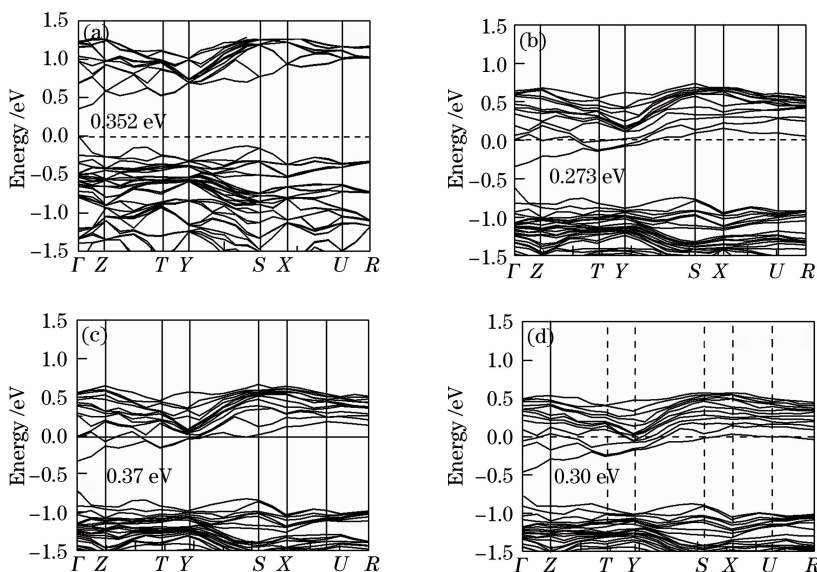 (a)
1.5
1.0
0.5
0.0
−0.5
−1.0
−1.5
Energy /eV
0.352 eV
Γ Z T Y S X U R
(b)
1.5
1.0
0.5
0
−0.5
−1.0
−1.5
Energy /eV
0.273 eV
Γ Z T Y S X U R
(c)
1.5
1.0
0.5
0.0
−0.5
−1.0
−1.5
Energy /eV
0.37 eV
Γ Z T Y S X U R
(d)
1.5
1.0
0.5
0.0
−0.5
−1.0
−1.5
Energy /eV
0.30 eV
Γ Z T Y S X U R